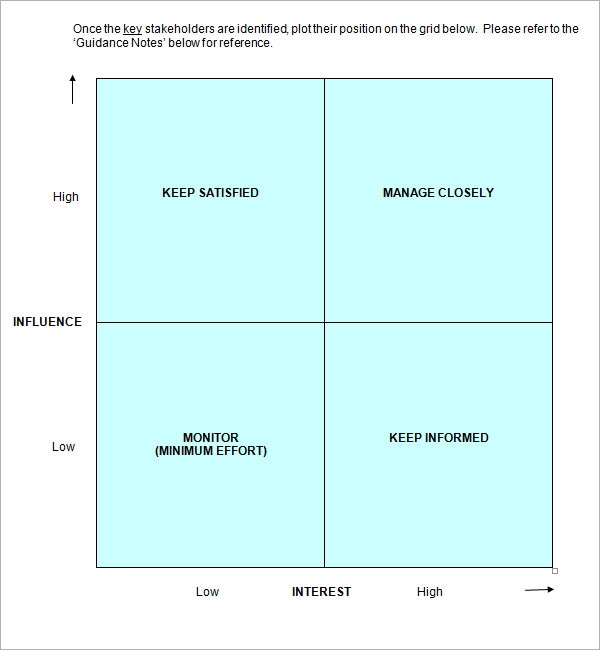 Once the key stakeholders are identified, plot their position on the grid below.  Please refer to the
‘Guidance Notes’ below for reference.
High
KEEP SATISFIED
MANAGE CLOSELY
INFLUENCE
Low
MONITOR
(MINIMUM EFFORT)
KEEP INFORMED
Low
INTEREST
High